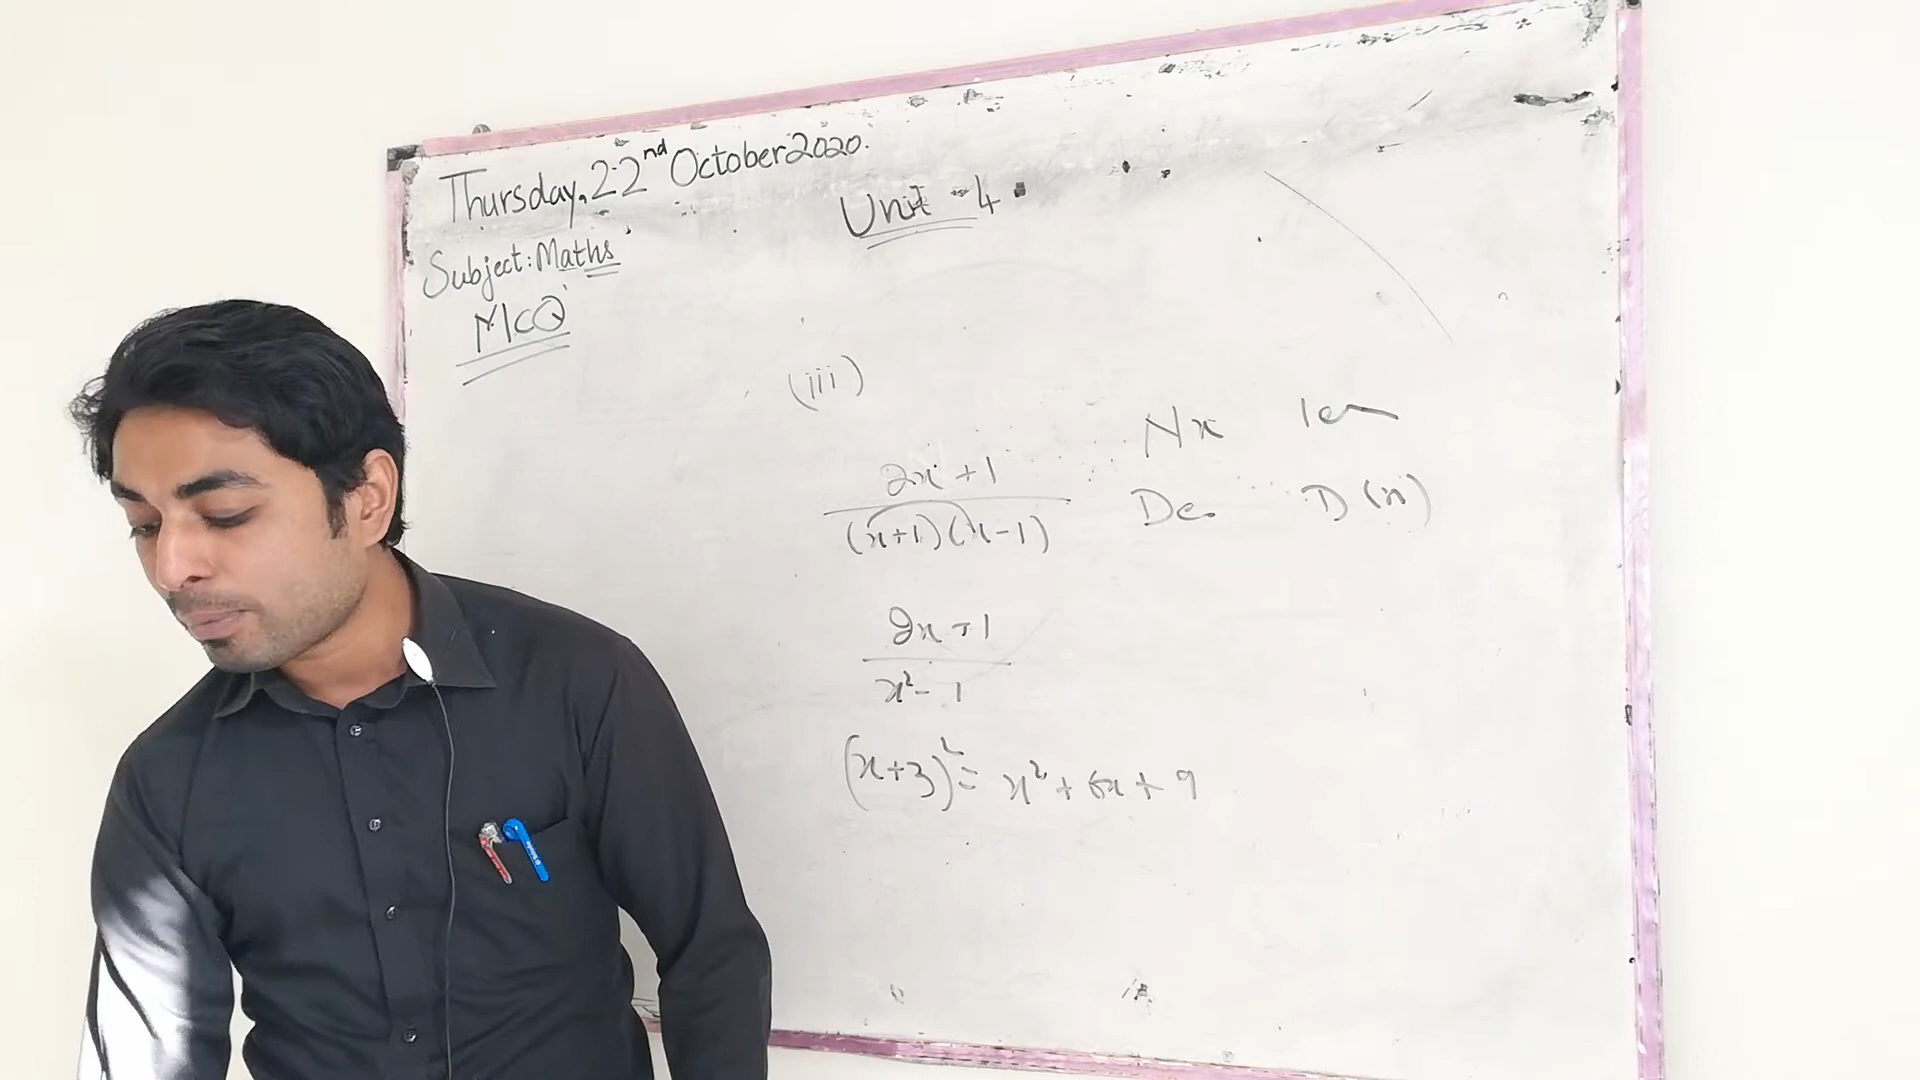 Thursday, 22nd October 2020.
Unit - 4
Subject: Maths
McQ
(iii)
Nx
2x + 1
(x+1)(x-1)
De. D(x)
2x + 1
x² - 1
(x+3)² = x² + 6x + 9